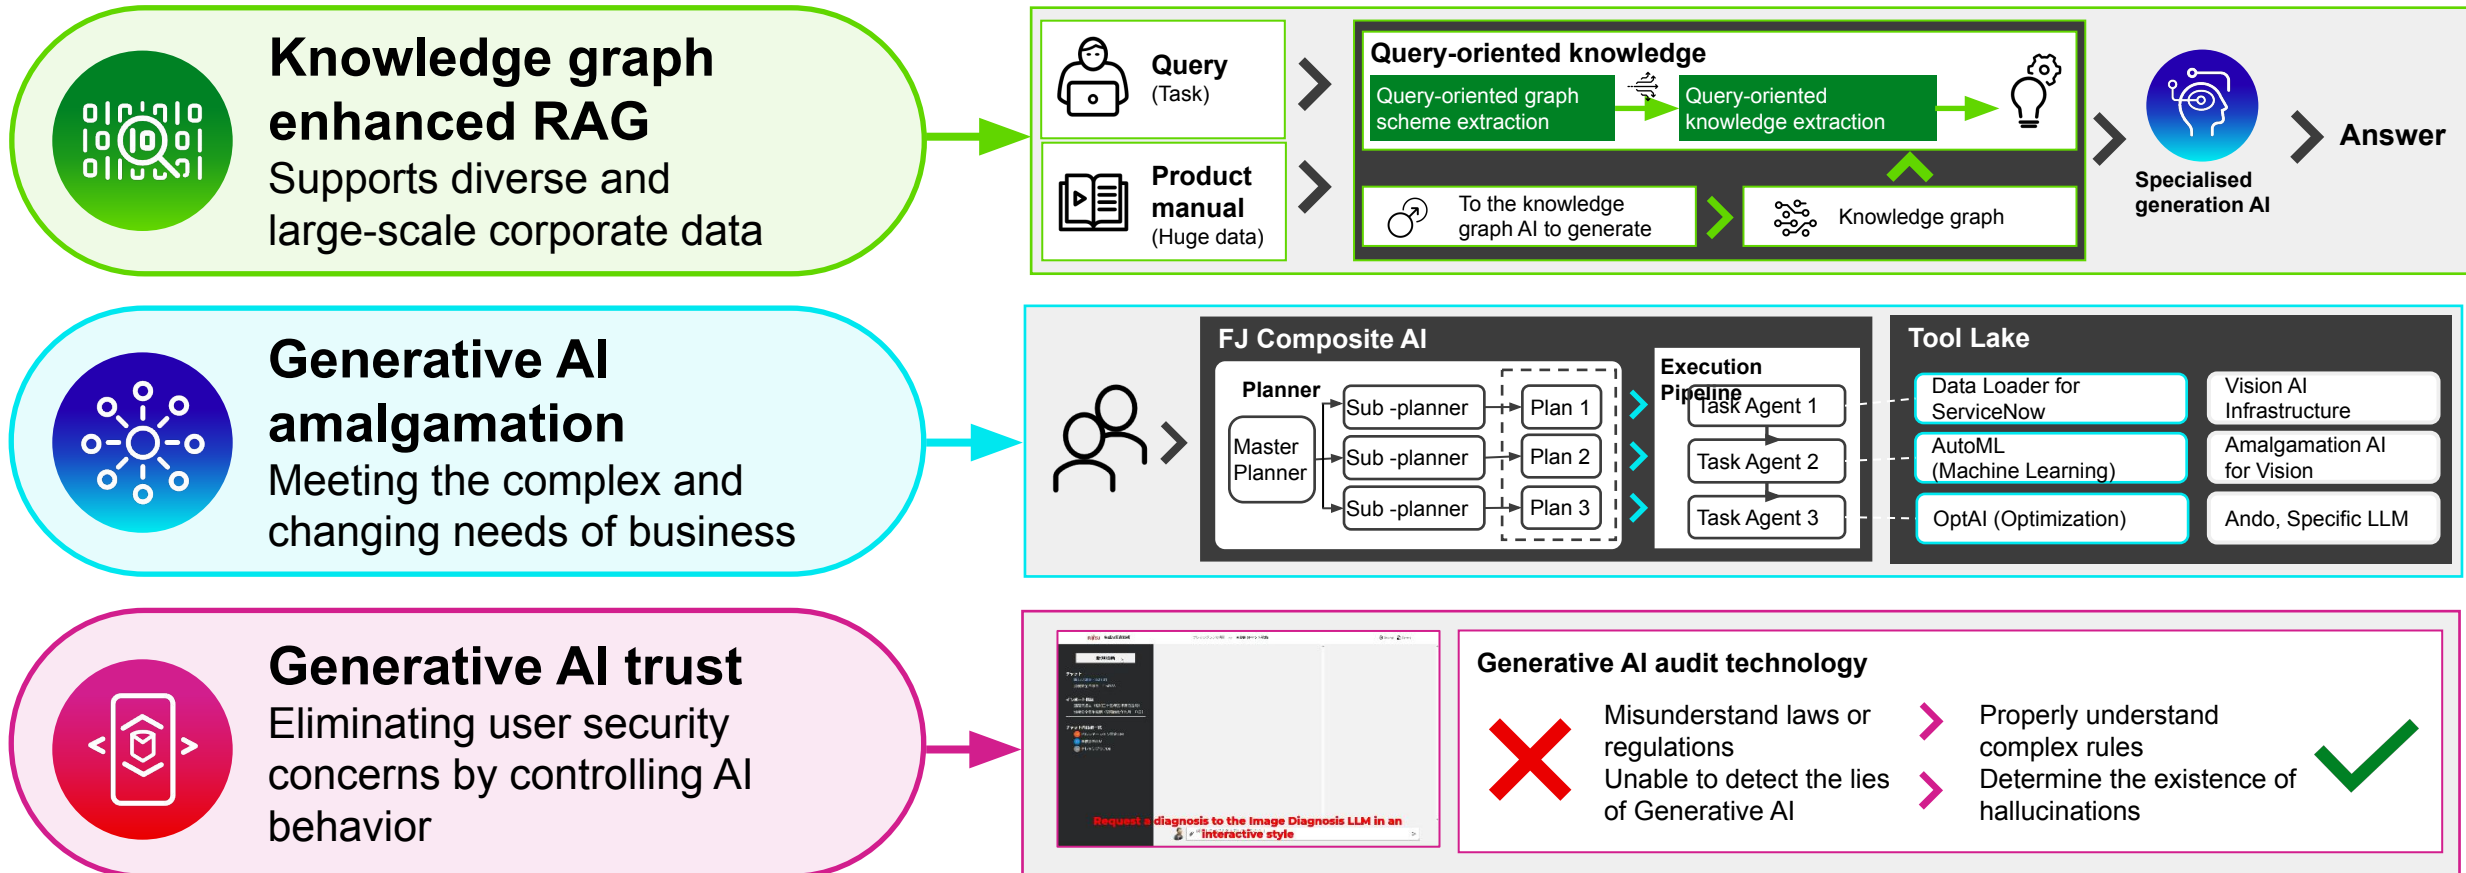 Knowledge graph
enhanced RAG
Supports diverse and
large-scale corporate data
Query
(Task)
Product
manual
(Huge data)
Query-oriented knowledge
Query-oriented graph
scheme extraction
Query-oriented
knowledge extraction
To the knowledge
graph AI to generate
Knowledge graph
Specialised
generation AI
Answer
Generative AI
amalgamation
Meeting the complex and
changing needs of business
FJ Composite AI
Planner
Master
Planner
Sub -planner
Sub -planner
Sub -planner
Plan 1
Plan 2
Plan 3
Execution
Pipeline
Task Agent 1
Task Agent 2
Task Agent 3
Tool Lake
Data Loader for
ServiceNow
Vision AI
Infrastructure
AutoML
(Machine Learning)
Amalgamation AI
for Vision
OptAI (Optimization)
Ando, Specific LLM
Generative AI trust
Eliminating user security
concerns by controlling AI
behavior
Request a diagnosis to the Image Diagnosis LLM in an
interactive style
Generative AI audit technology
Misunderstand laws or
regulations
Unable to detect the lies
of Generative AI
Properly understand
complex rules
Determine the existence of
hallucinations